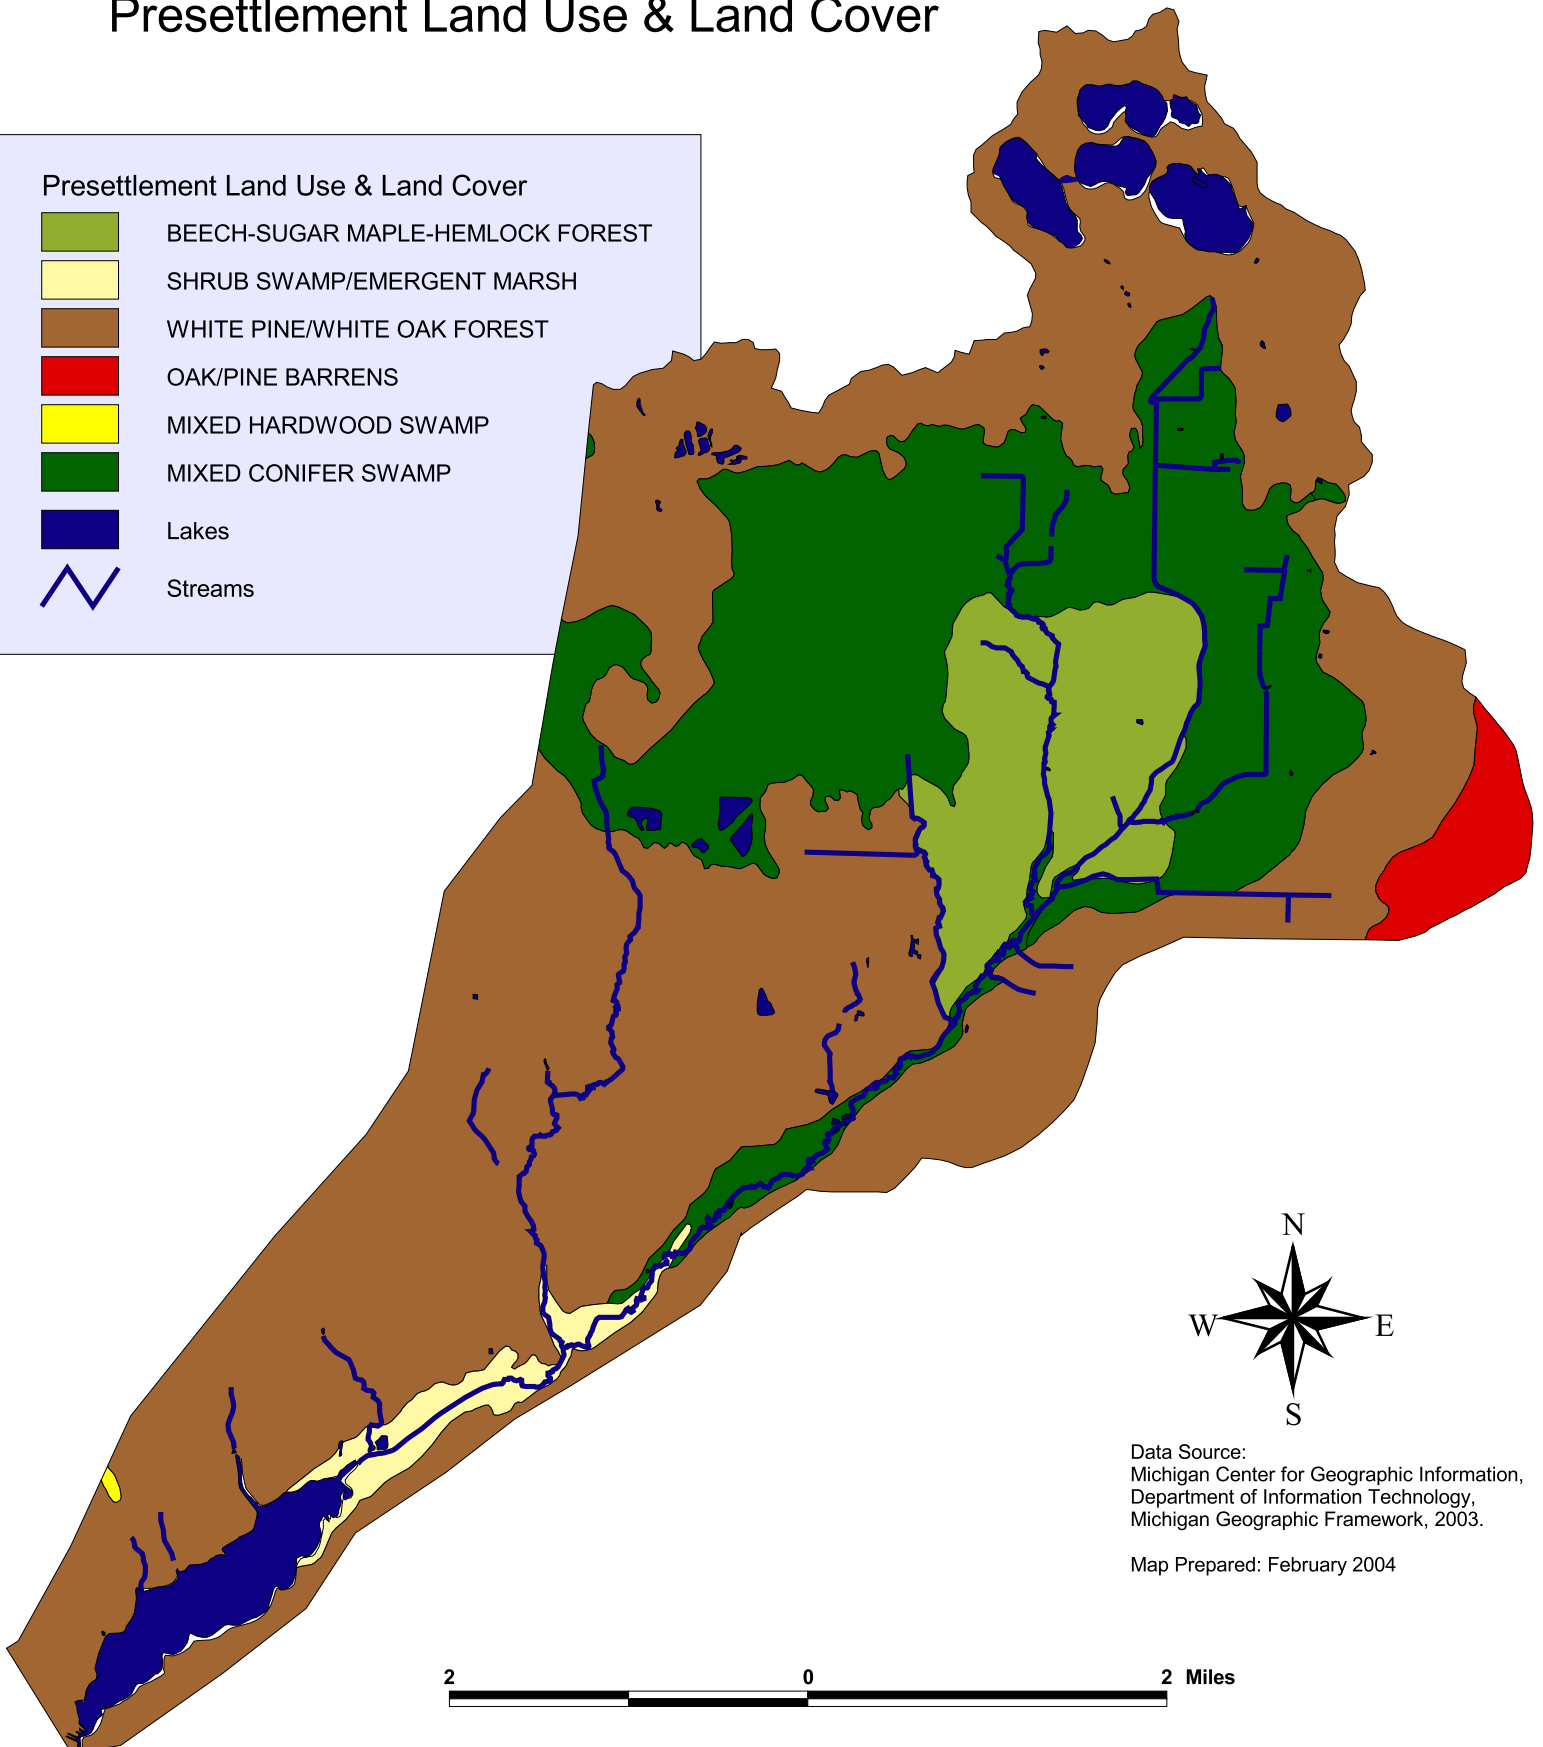 Presettlement Land Use & Land Cover
Presettlement Land Use & Land Cover
BEECH-SUGAR MAPLE-HEMLOCK FOREST
SHRUB SWAMP/EMERGENT MARSH
WHITE PINE/WHITE OAK FOREST
OAK/PINE BARRENS
MIXED HARDWOOD SWAMP
MIXED CONIFER SWAMP
Lakes
Streams
N
W E
S
Data Source:
Michigan Center for Geographic Information,
Department of Information Technology,
Michigan Geographic Framework, 2003.
Map Prepared: February 2004
2 0 2 Miles